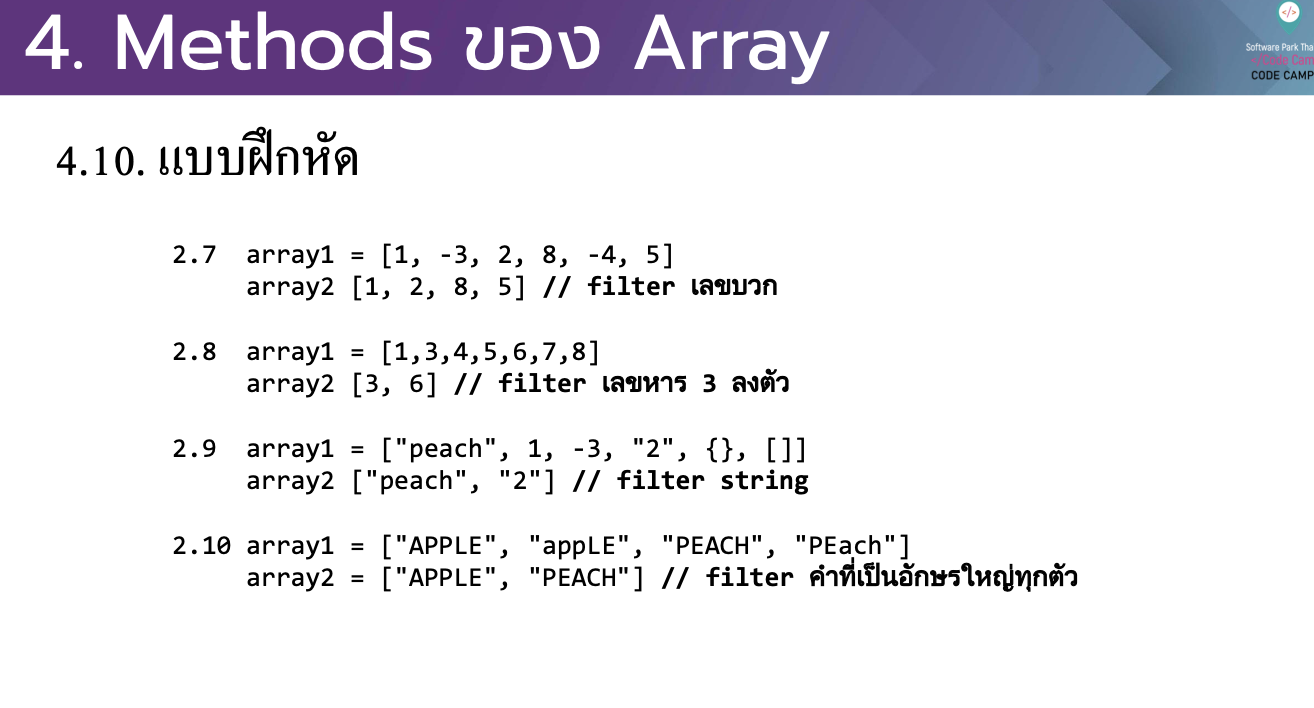 4. Methods ของ Array
</>
Software Park Tha
</Code Cam
CODE CAMP
4.10. แบบฝึกหัด
2.7 array1 = [1, -3, 2, 8, -4, 5]
array2 [1, 2, 8, 5] // filter เลขบวก
2.8 array1 = [1,3,4,5,6,7,8]
array2 [3, 6] // filter เลขหาร 3 ลงตัว
2.9 array1 = ["peach", 1, -3, "2", {}, []]
array2 ["peach", "2"] // filter string
2.10 array1 = ["APPLE", "appLE", "PEACH", "PEach"]
array2 = ["APPLE", "PEACH"] // filter คำที่เป็นอักษรใหญ่ทุกตัว